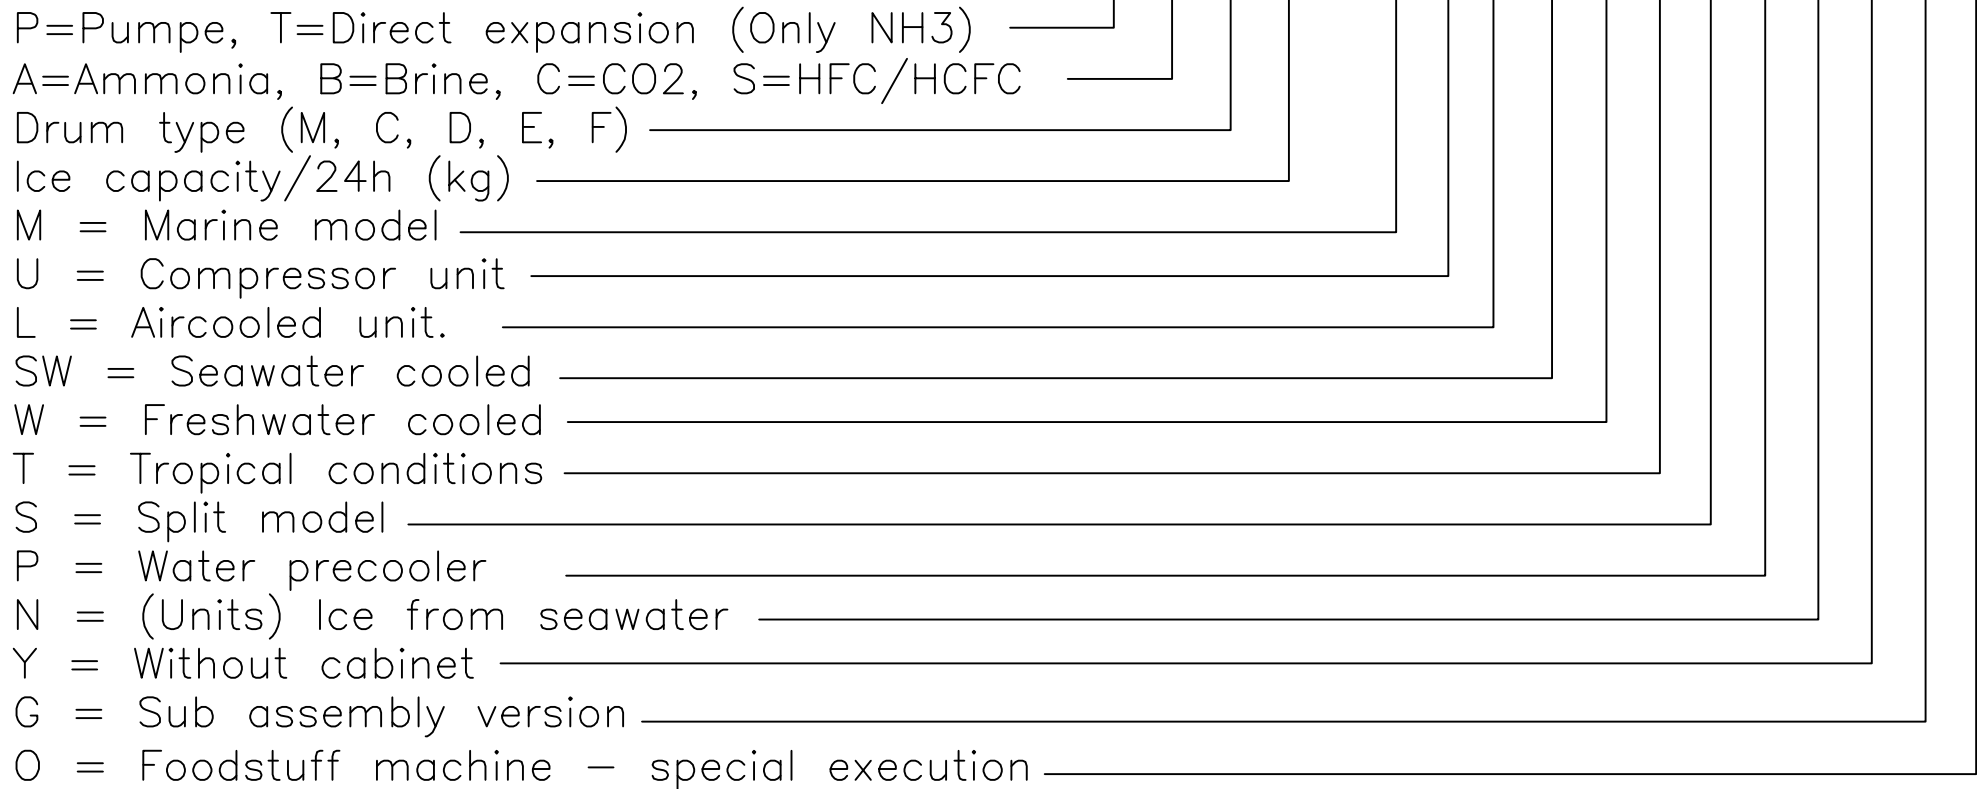 P=Pumpe, T=Direct expansion (Only NH3)
A=Ammonia, B=Brine, C=CO2, S=HFC/HCFC
Drum type (M, C, D, E, F)
Ice capacity/24h (kg)
M = Marine model
U = Compressor unit
L = Aircooled unit.
SW = Seawater cooled
W = Freshwater cooled
T = Tropical conditions
S = Split model
P = Water precooler
N = (Units) Ice from seawater
Y = Without cabinet
G = Sub assembly version
O = Foodstuff machine – special execution